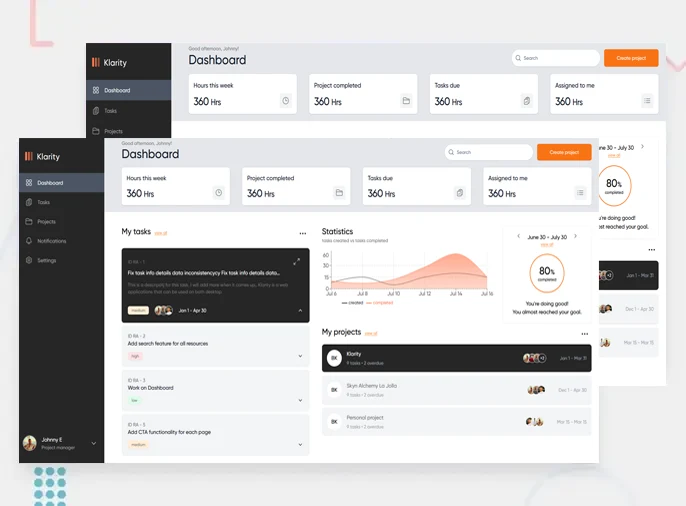 Klarity
Dashboard
Tasks
Projects
Good afternoon, Johnny!
Dashboard
Search
Create project
Hours this week
360 Hrs
Project completed
360 Hrs
Tasks due
360 Hrs
Assigned to me
360 Hrs
June 30 - July 30
view all
80%
completed
You're doing good!
almost reached your goal.
Jan 1 - Mar 31
Dec 1 - Apr 30
Mar 15 - Mar 15
Klarity
Dashboard
Tasks
Projects
Notifications
Settings
Johnny E
Project manager
Good afternoon, Johnny!
Dashboard
Search
Create project
Hours this week
360 Hrs
Project completed
360 Hrs
Tasks due
360 Hrs
Assigned to me
360 Hrs
My tasks view all
ID RA - 1
Fix task info details data inconsistencycy Fix task info details data...
This is a descripty for this task, I will add more when it comes up, Klarity is a web
applications that can be used on both desktop
medium
Jan 1 - Apr 30
ID RA - 2
Add search feature for all resources
high
ID RA - 3
Work on Dashboard
low
ID RA - 5
Add CTA functionality for each page
medium
Statistics
Tasks created vs tasks completed
60
30
15
0
Jul 6 Jul 8 Jul 10 Jul 12 Jul 14 Jul 16
created completed
June 30 - July 30
view all
80%
completed
You're doing good!
You almost reached your goal.
My projects view all
BK
Klarity
9 tasks • 2 overdue
+3
Jan 1 - Mar 31
BK
Skyn Alchemy La Jolla
9 tasks • 2 overdue
Dec 1 - Apr 30
BK
Personal project
9 tasks • 2 overdue
Mar 15 - Mar 15